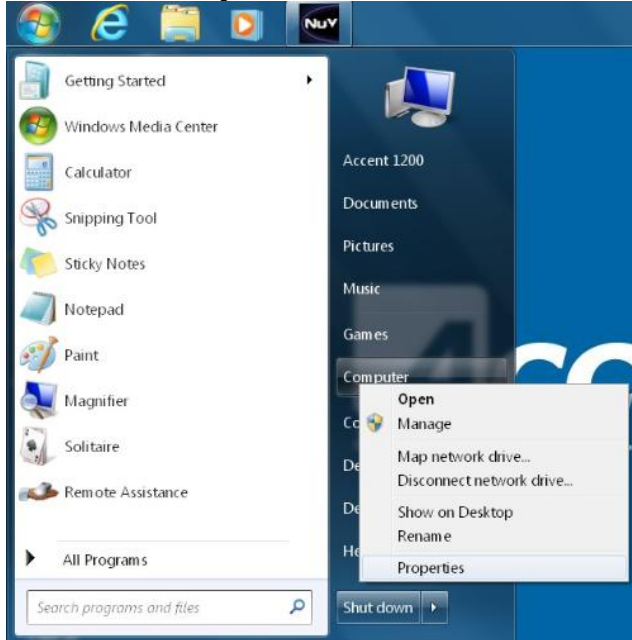 NuV
Getting Started
Windows Media Center
Calculator
Snipping Tool
Sticky Notes
Notepad
Paint
Magnifier
Solitaire
Remote Assistance
All Programs
Search programs and files
Accent 1200
Documents
Pictures
Music
Games
Computer
Open
Manage
Map network drive...
Disconnect network drive...
Show on Desktop
Rename
Properties
Shut down